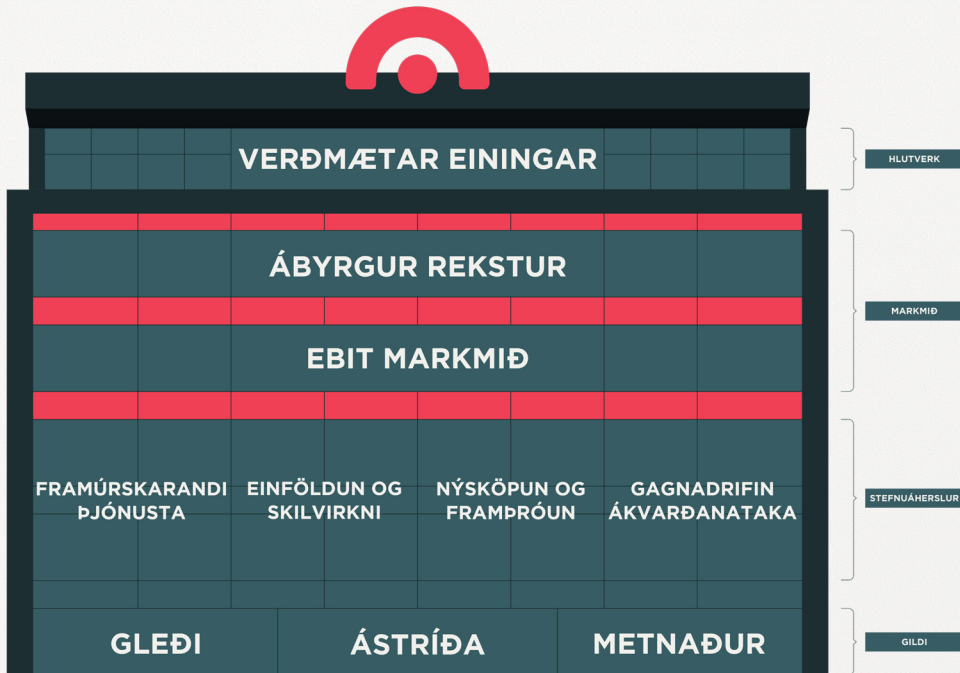 VERÐMÆTAR EININGAR
HLUTVERK
ÁBYRGUR REKSTUR
MARKMIÐ
EBIT MARKMIÐ
FRAMÚRSKARANDI
ÞJÓNUSTA
EINFÖLDUN OG
SKILVIRKNI
NÝSKÖPUN OG
FRAMÞRÓUN
GAGNADRIFIN
ÁKVARÐANATAKA
STEFNUÁHERSLUR
GLEÐI
ÁSTRÍÐA
METNAÐUR
GILDI